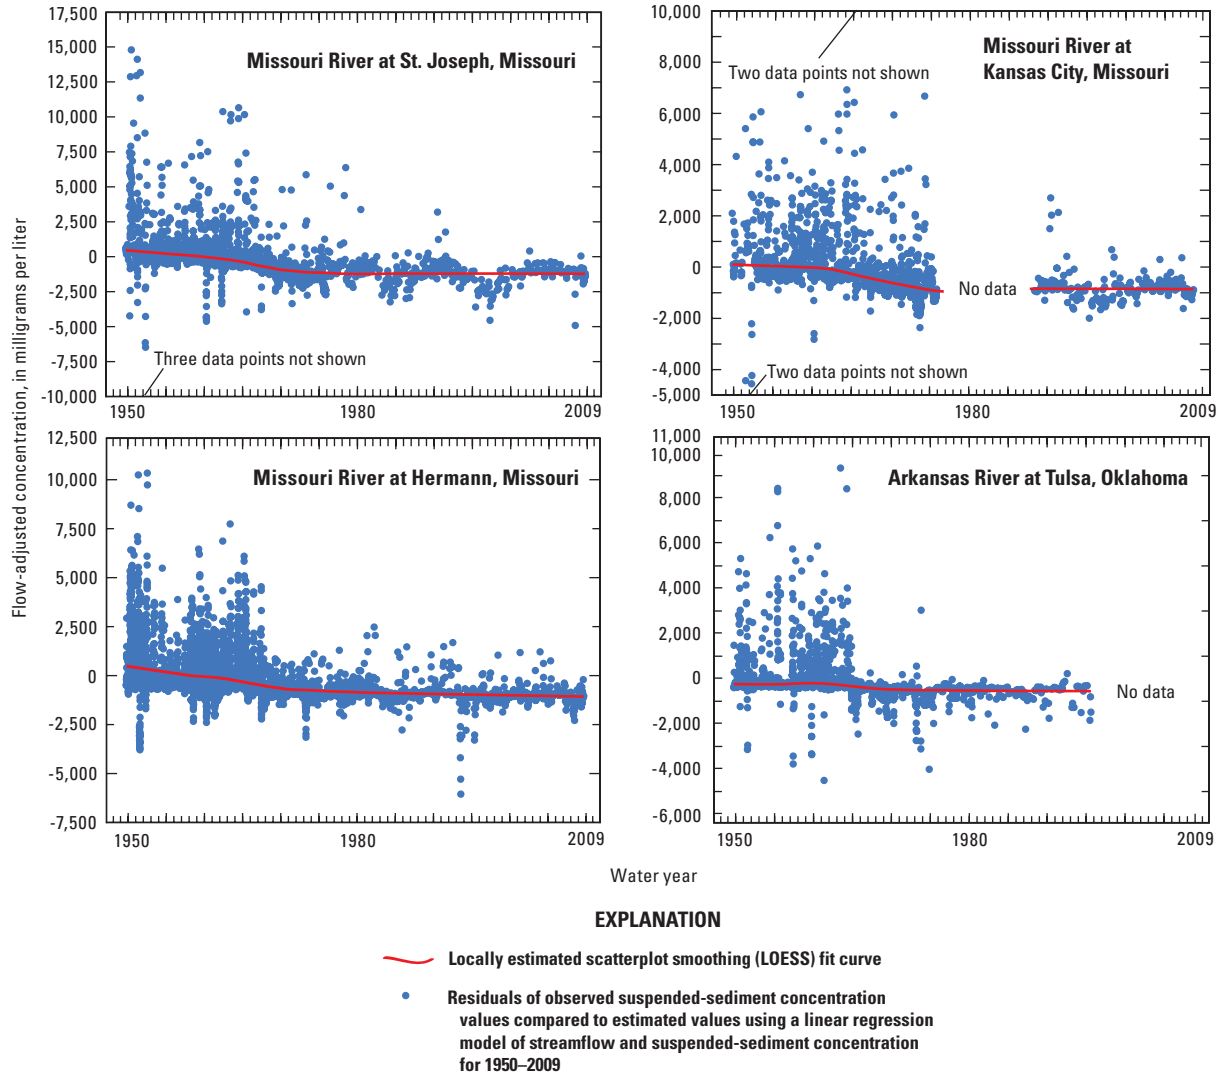 Flow-adjusted concentration, in milligrams per liter
17,500
15,000
12,500
10,000
7,500
5,000
2,500
0
-2,500
-5,000
-7,500
-10,000
Missouri River at St. Joseph, Missouri
Three data points not shown
1950
1980
2009
10,000
8,000
6,000
4,000
2,000
0
-2,000
-4,000
-5,000
Missouri River at
Kansas City, Missouri
Two data points not shown
No data
Two data points not shown
1950
1980
2009
12,500
10,000
7,500
5,000
2,500
0
-2,500
-5,000
-7,500
Missouri River at Hermann, Missouri
1950
1980
2009
11,000
10,000
8,000
6,000
4,000
2,000
0
-2,000
-4,000
-6,000
Arkansas River at Tulsa, Oklahoma
No data
1950
1980
2009
Water year
EXPLANATION
Locally estimated scatterplot smoothing (LOESS) fit curve
Residuals of observed suspended-sediment concentration
values compared to estimated values using a linear regression
model of streamflow and suspended-sediment concentration
for 1950–2009